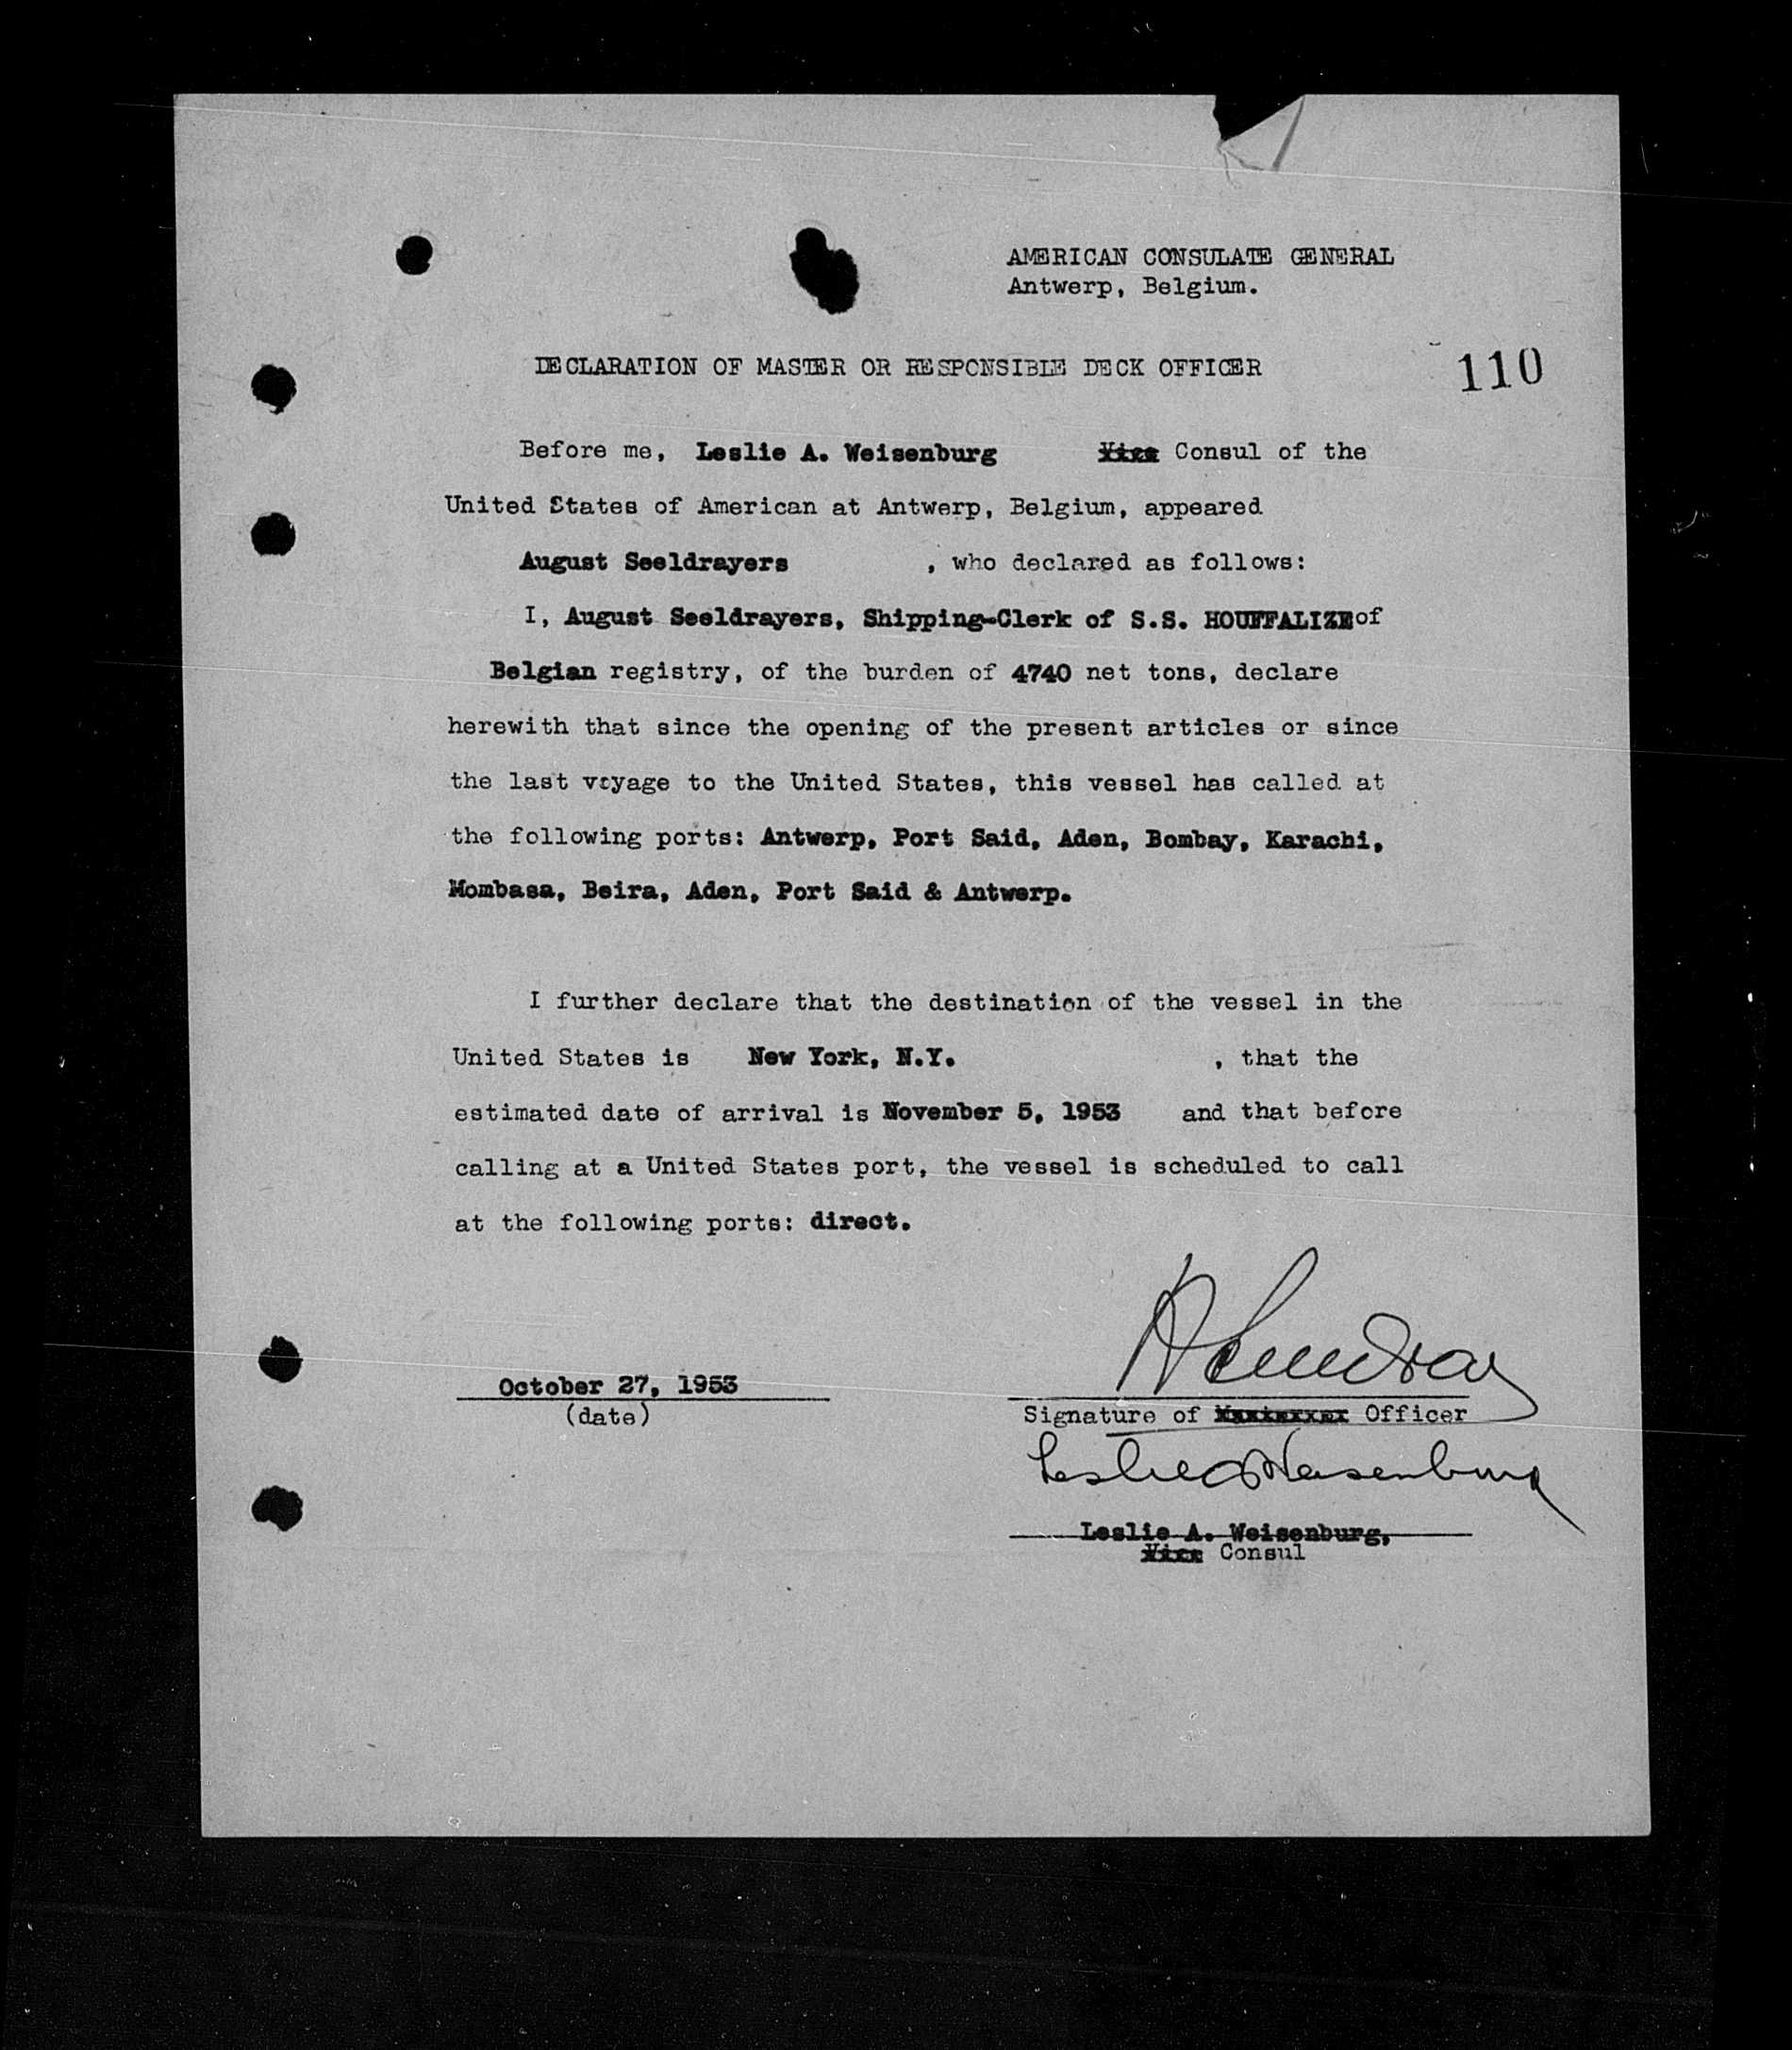 AMERICAN CONSULATE GENERAL
Antwerp, Belgium.
DECLARATION OF MASTER OR RESPONSIBLE DECK OFFICER
110
Before me, Leslie A. Weisenburg Vice Consul of the
United States of American at Antwerp, Belgium, appeared
August Seeldrayers , who declared as follows:
I, August Seeldrayers, Shipping-Clerk of S.S. HOUFFALIZE of
Belgian registry, of the burden of 4740 net tons, declare
herewith that since the opening of the present articles or since
the last voyage to the United States, this vessel has called at
the following ports: Antwerp, Port Said, Aden, Bombay, Karachi,
Mombasa, Beira, Aden, Port Said & Antwerp.
I further declare that the destination of the vessel in the
United States is New York, N.Y. , that the
estimated date of arrival is November 5, 1953 and that before
calling at a United States port, the vessel is scheduled to call
at the following ports: direct.
October 27, 1953
(date)
Signature of Officer
Leslie A Weisenburg
Leslie A. Weisenburg,
Vice Consul